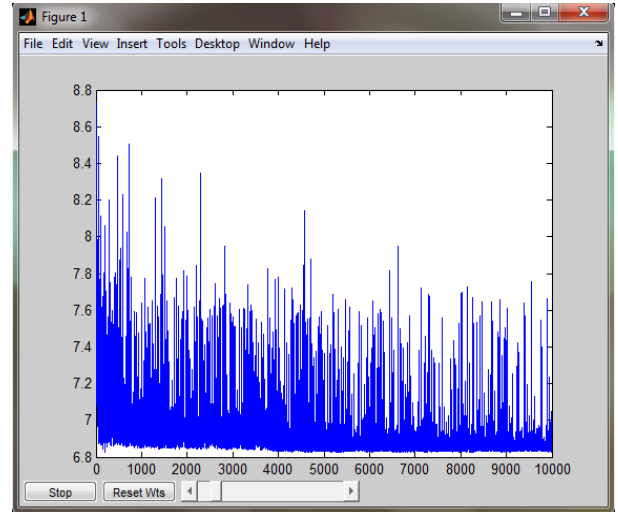 Figure 1
File Edit View Insert Tools Desktop Window Help
8.8
8.6
8.4
8.2
8
7.8
7.6
7.4
7.2
7
6.8
0 1000 2000 3000 4000 5000 6000 7000 8000 9000 10000
Stop Reset Wts